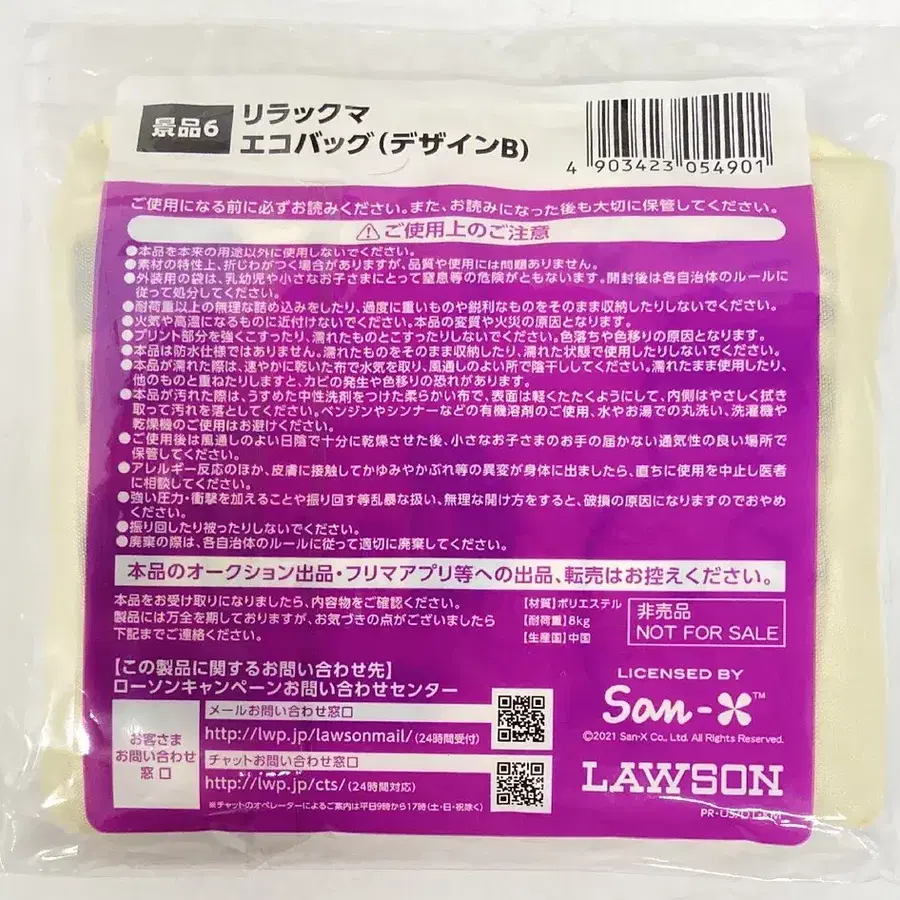 景品6
リラックマ
エコバッグ(デザインB)
4 903423 054901
ご使用になる前に必ずお読みください。また、お読みになった後も大切に保管してください。
⚠ご使用上のご注意
●本品を本来の用途以外に使用しないでください。
●素材の特性上、折じわがつく場合がありますが、品質や使用には問題ありません。
●外装用の袋は、乳幼児や小さなお子さまにとって窒息等の危険がともないます。開封後は各自治体のルールに
従って処分してください。
●耐荷重以上の無理な詰め込みをしたり、過度に重いものや鋭利なものをそのまま収納したりしないでください。
●火気や高温になるものに近付けないでください。本品の変質や火災の原因となります。
●プリント部分を強くこすったり、濡れたものとこすったりしないでください。色落ちや色移りの原因となります。
●本品は防水仕様ではありません。濡れたものをそのまま収納したり、濡れた状態で使用したりしないでください。
●本品が濡れた際は、速やかに乾いた布で水気を取り、風通しのよい所で陰干ししてください。濡れたまま使用したり、
他のものと重ねたりしますと、カビの発生や色移りの恐れがあります。
●本品が汚れた際は、うすめた中性洗剤をつけた柔らかい布で、表面は軽くたたくようにして、内側はやさしく拭き
取って汚れを落としてください。ベンジンやシンナーなどの有機溶剤のご使用、水やお湯での丸洗い、洗濯機や
乾燥機のご使用はお避けください。
●ご使用後は風通しのよい日陰で十分に乾燥させた後、小さなお子さまのお手の届かない通気性の良い場所で
保管してください。
●アレルギー反応のほか、皮膚に接触してかゆみやかぶれ等の異変が身体に出ましたら、直ちに使用を中止し医者
に相談してください。
●強い圧力・衝撃を加えることや振り回す等乱暴な扱い、無理な開け方をすると、破損の原因になりますのでおやめ
ください。
●振り回したり被ったりしないでください。
●廃棄の際は、各自治体のルールに従って適切に廃棄してください。
本品のオークション出品・フリマアプリ等への出品、転売はお控えください。
本品をお受け取りになりましたら、内容物をご確認ください。
製品には万全を期しておりますが、お気づきの点がございましたら
下記までご連絡ください。
【材質】ポリエステル
【耐荷重】8kg
【生産国】中国
非売品
NOT FOR SALE
【この製品に関するお問い合わせ先】
ローソンキャンペーンお問い合わせセンター
お客さま
お問い合わせ
窓口
メールお問い合わせ窓口
http://lwp.jp/lawsonmail/(24時間受付)
チャットお問い合わせ窓口
http://lwp.jp/cts/(24時間対応)
※チャットのオペレーターによるご案内は平日9時から17時(土・日・祝除く)
LICENSED BY
San-X™
©2021 San-X Co., Ltd. All Rights Reserved.
LAWSON